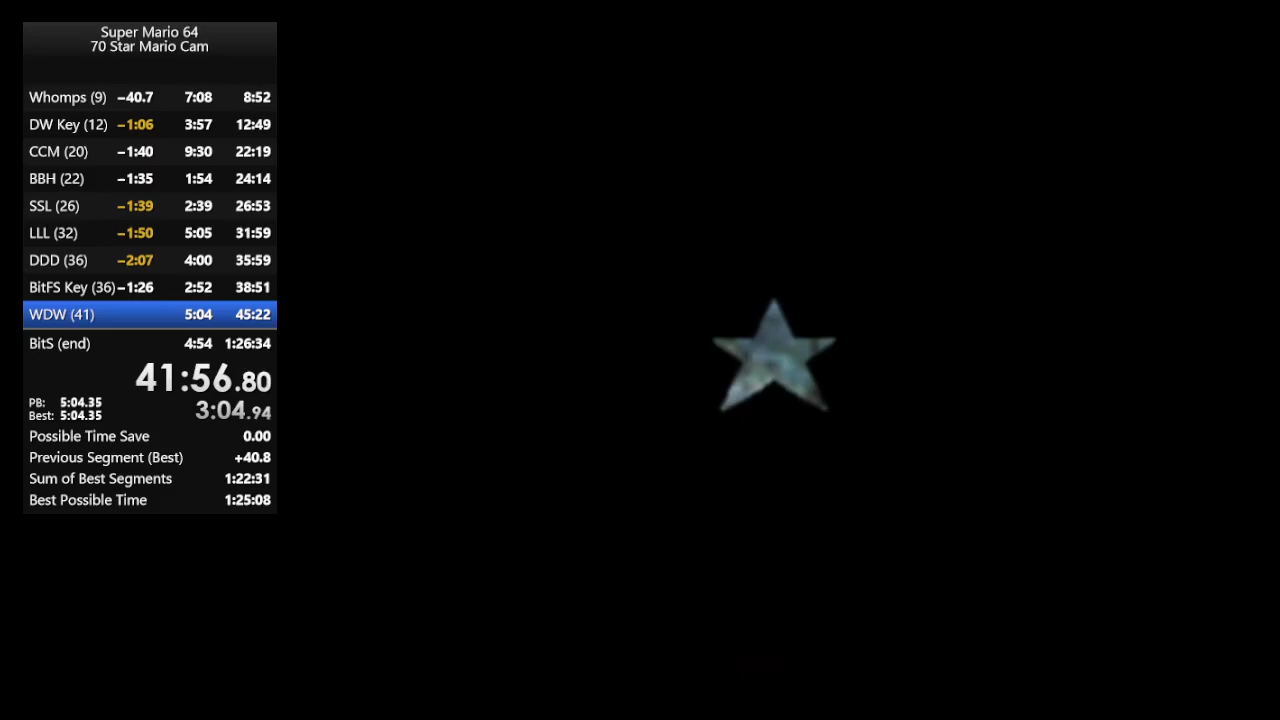 Super Mario 64
70 Star Mario Cam
Whomps (9) −40.7 7:08 8:52
DW Key (12) −1:06 3:57 12:49
CCM (20) −1:40 9:30 22:19
BBH (22) −1:35 1:54 24:14
SSL (26) −1:39 2:39 26:53
LLL (32) −1:50 5:05 31:59
DDD (36) −2:07 4:00 35:59
BitFS Key (36) −1:26 2:52 38:51
WDW (41) 5:04 45:22
BitS (end) 4:54 1:26:34
41:56.80
PB: 5:04.35
Best: 5:04.35 3:04.94
Possible Time Save 0.00
Previous Segment (Best) +40.8
Sum of Best Segments 1:22:31
Best Possible Time 1:25:08